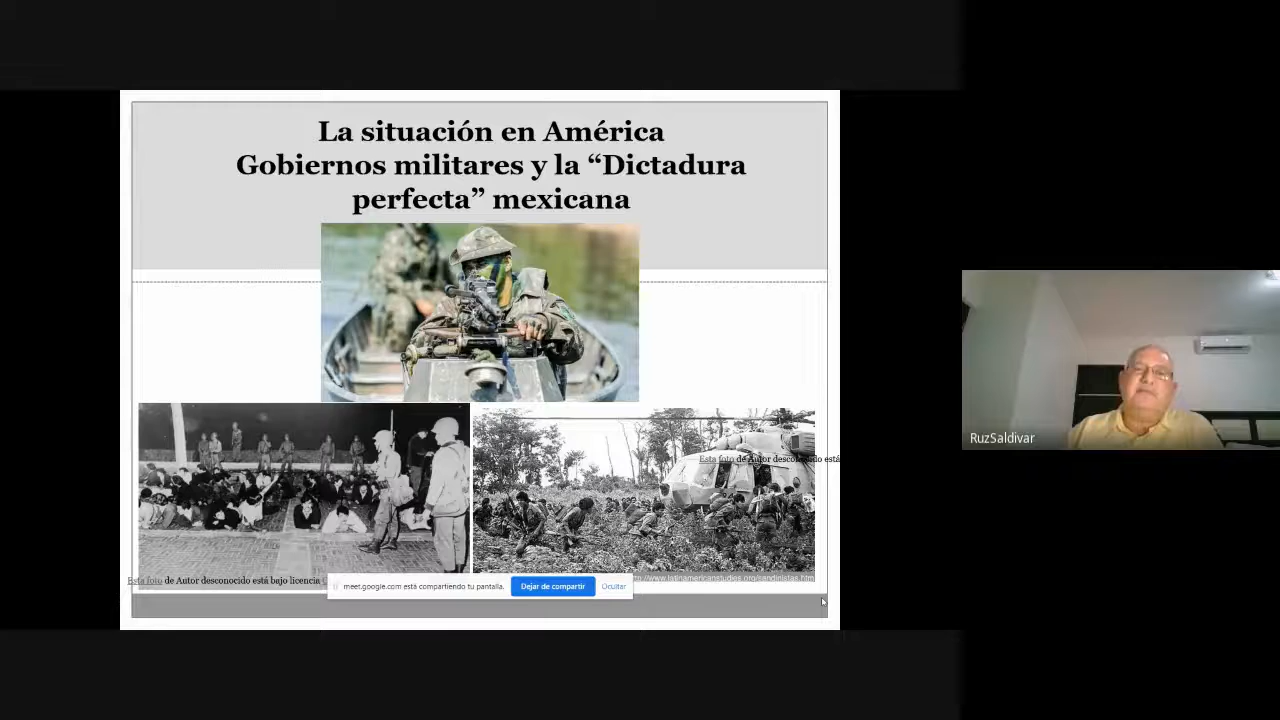 La situación en América
Gobiernos militares y la “Dictadura
perfecta” mexicana
Esta foto de Autor desconocido está
Esta foto de Autor desconocido está bajo licencia
meet.google.com está compartiendo tu pantalla.
Dejar de compartir
Ocultar
http://www.latinamericanstudies.org/sandinistas.htm
RuzSaldivar